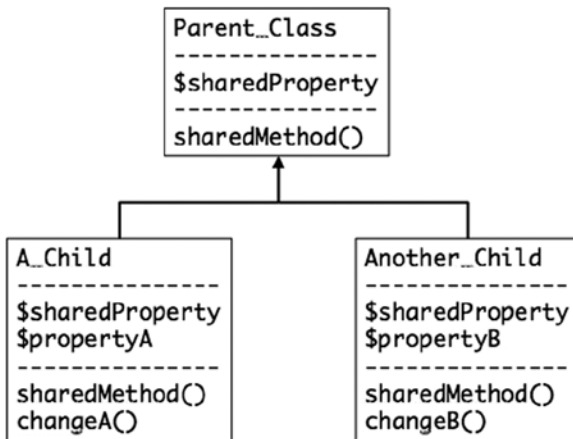 Parent_Class
----------------
$sharedProperty
----------------
sharedMethod()
A_Child
----------------
$sharedProperty
$propertyA
----------------
sharedMethod()
changeA()
Another_Child
----------------
$sharedProperty
$propertyB
----------------
sharedMethod()
changeB()